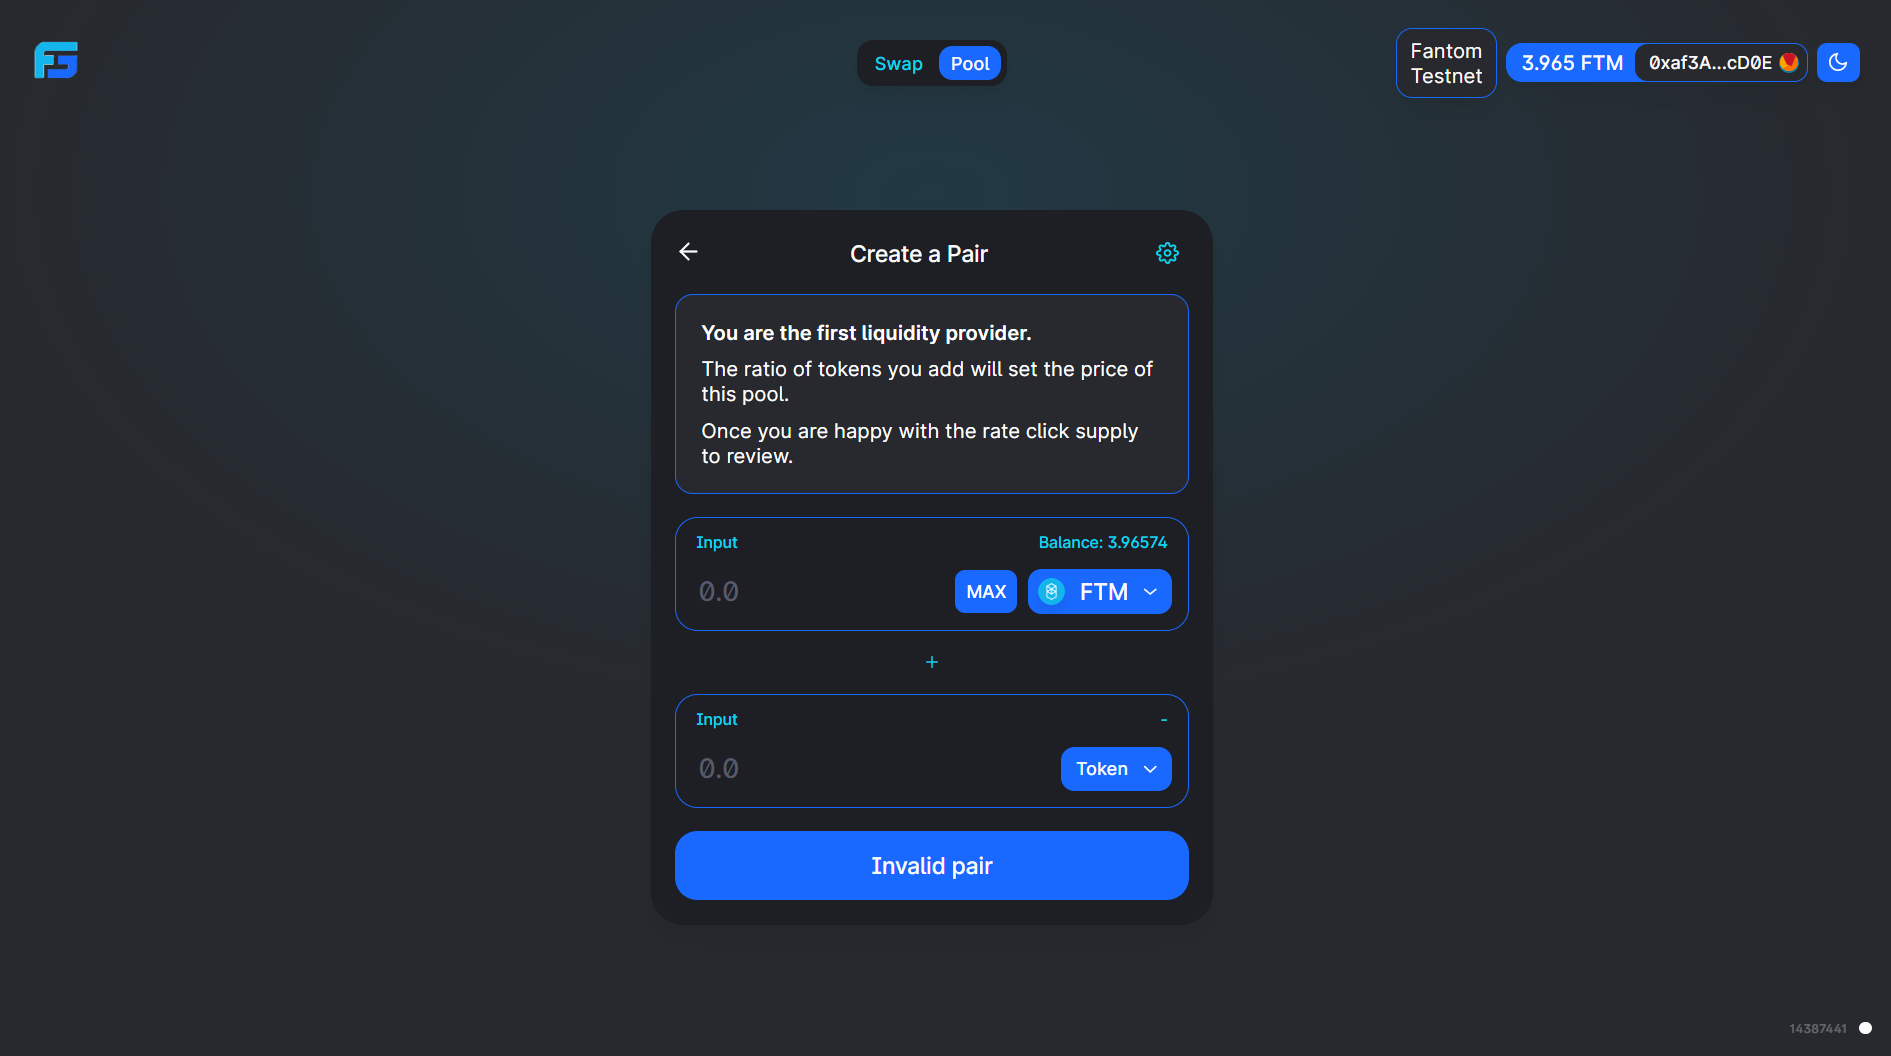 FG
Swap
Pool
Fantom
Testnet
3.965 FTM
0xaf3A...cD0E
Create a Pair
You are the first liquidity provider.
The ratio of tokens you add will set the price of
this pool.
Once you are happy with the rate click supply
to review.
Input
Balance: 3.96574
0.0
MAX
FTM
+
Input
-
0.0
Token
Invalid pair
14387441